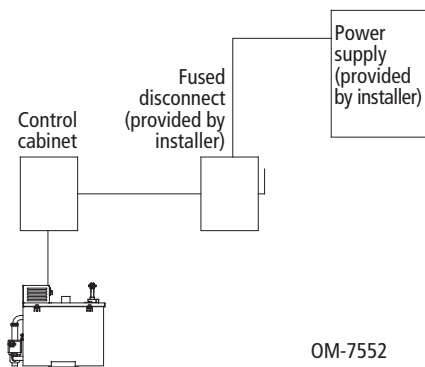 Power
supply
(provided
by installer)
Fused
disconnect
(provided by
installer)
Control
cabinet
OM-7552